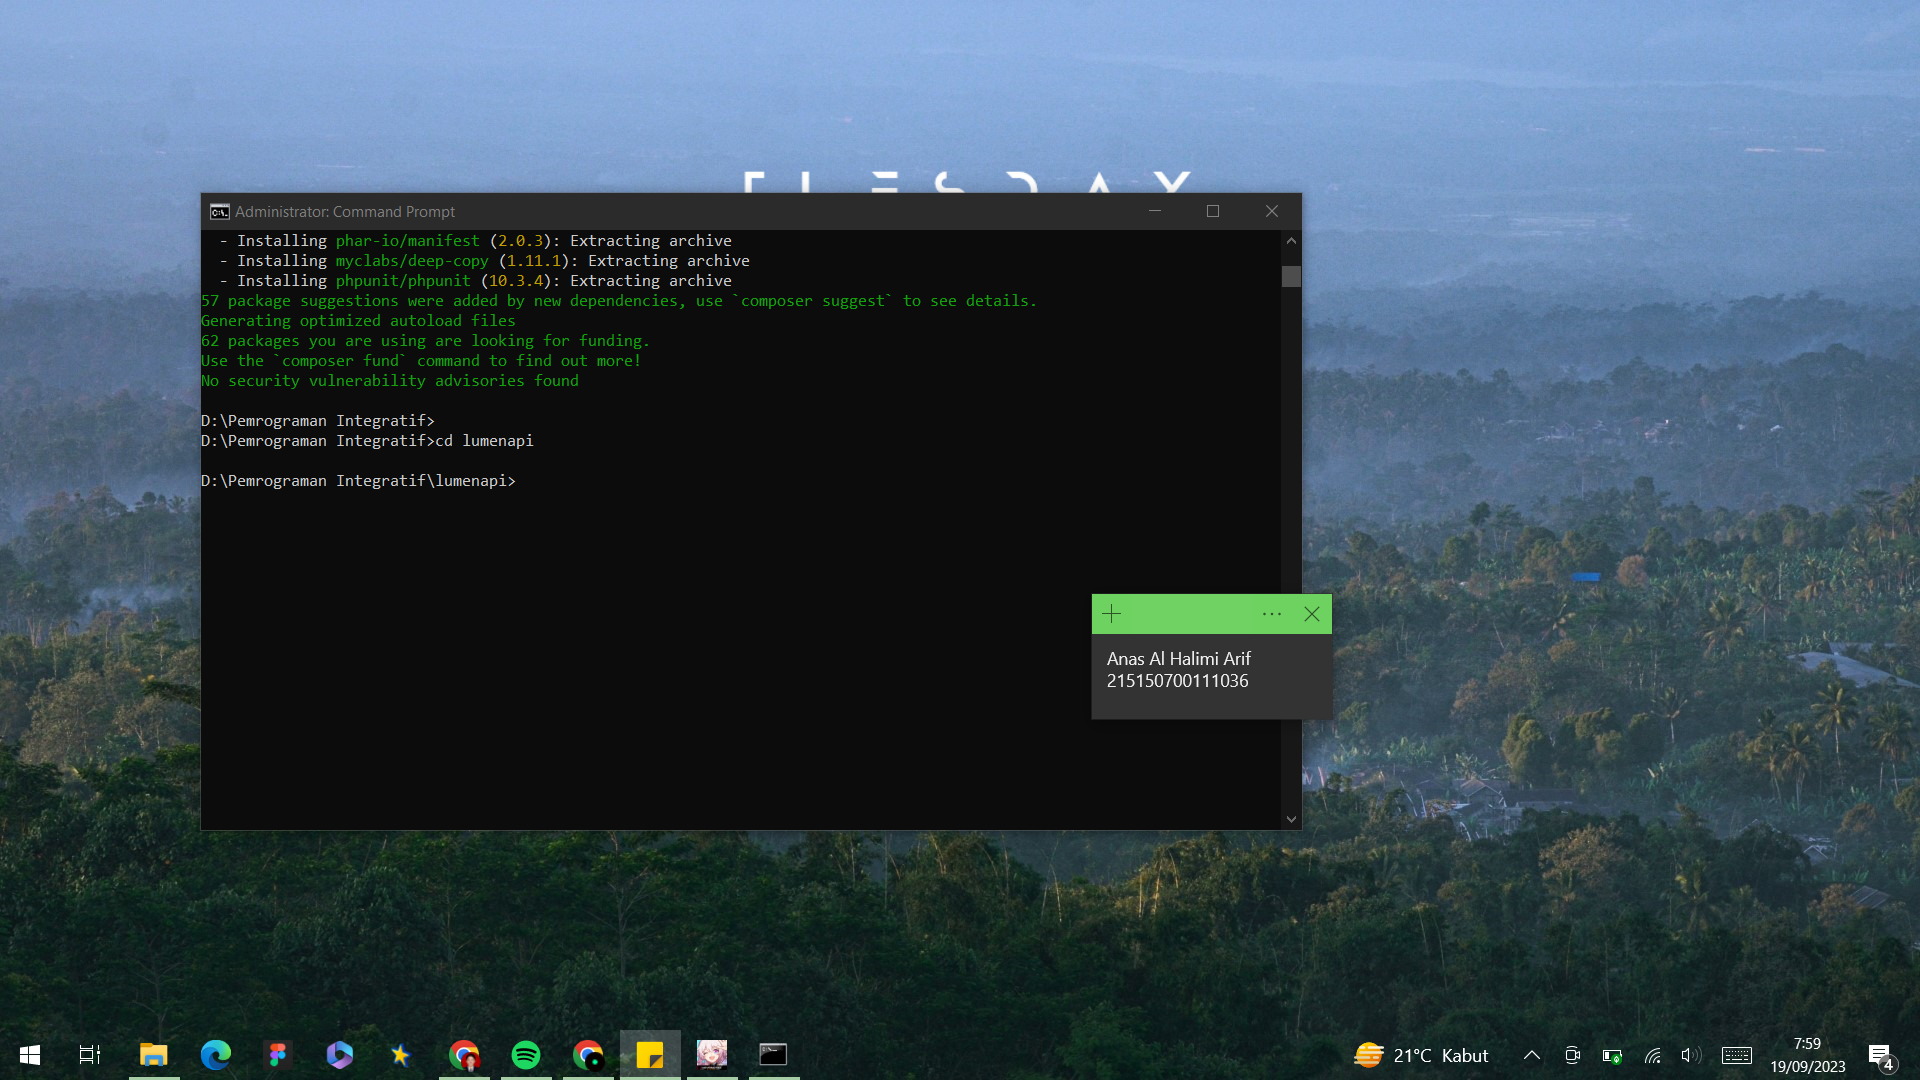 Administrator: Command Prompt
- Installing phar-io/manifest (2.0.3): Extracting archive
- Installing myclabs/deep-copy (1.11.1): Extracting archive
- Installing phpunit/phpunit (10.3.4): Extracting archive
57 package suggestions were added by new dependencies, use `composer suggest` to see details.
Generating optimized autoload files
62 packages you are using are looking for funding.
Use the `composer fund` command to find out more!
No security vulnerability advisories found
D:\Pemrograman Integratif>
D:\Pemrograman Integratif>cd lumenapi
D:\Pemrograman Integratif\lumenapi>
Anas Al Halimi Arif
215150700111036
21°C Kabut
7:59
19/09/2023
4